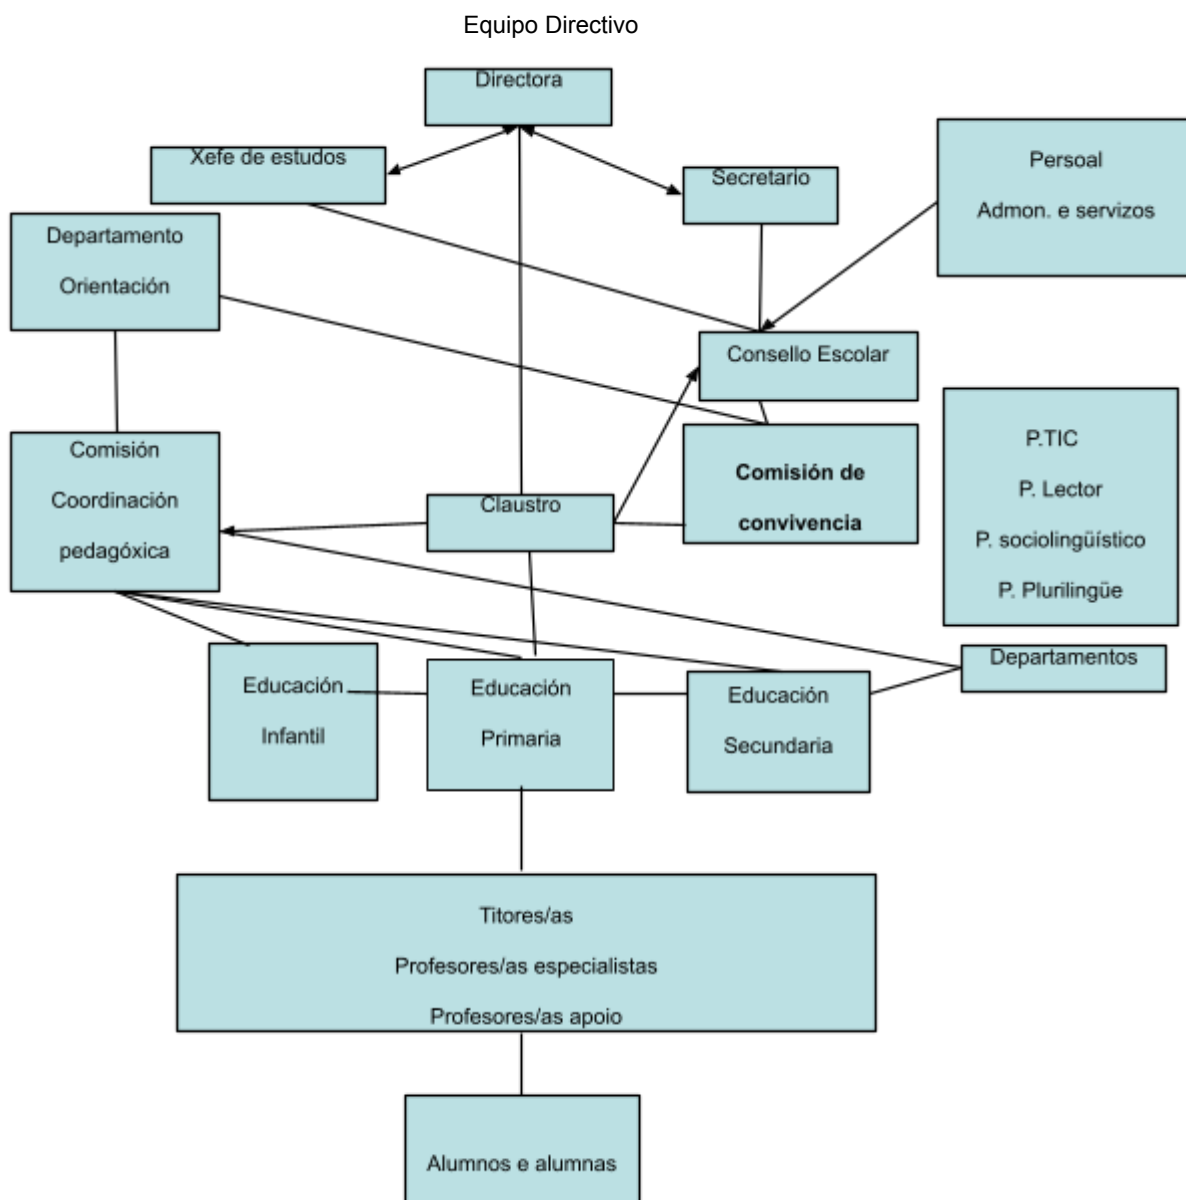 Equipo Directivo
Directora
Xefe de estudos
Secretario
Persoal
Admon. e servizos
Departamento
Orientación
Consello Escolar
Comisión
Coordinación
pedagóxica
Claustro
Comisión de
convivencia
P.TIC
P. Lector
P. sociolingüístico
P. Plurilingüe
Departamentos
Educación
Infantil
Educación
Primaria
Educación
Secundaria
Titores/as
Profesores/as especialistas
Profesores/as apoio
Alumnos e alumnas